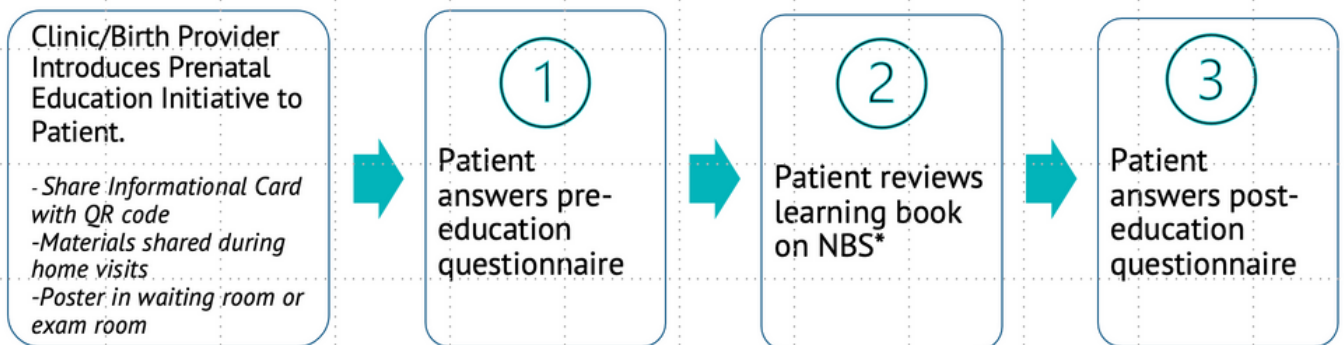 Clinic/Birth Provider
Introduces Prenatal
Education Initiative to
Patient.
- Share Informational Card
with QR code
-Materials shared during
home visits
-Poster in waiting room or
exam room
1
Patient
answers pre-
education
questionnaire
2
Patient reviews
learning book
on NBS*
3
Patient
answers post-
education
questionnaire